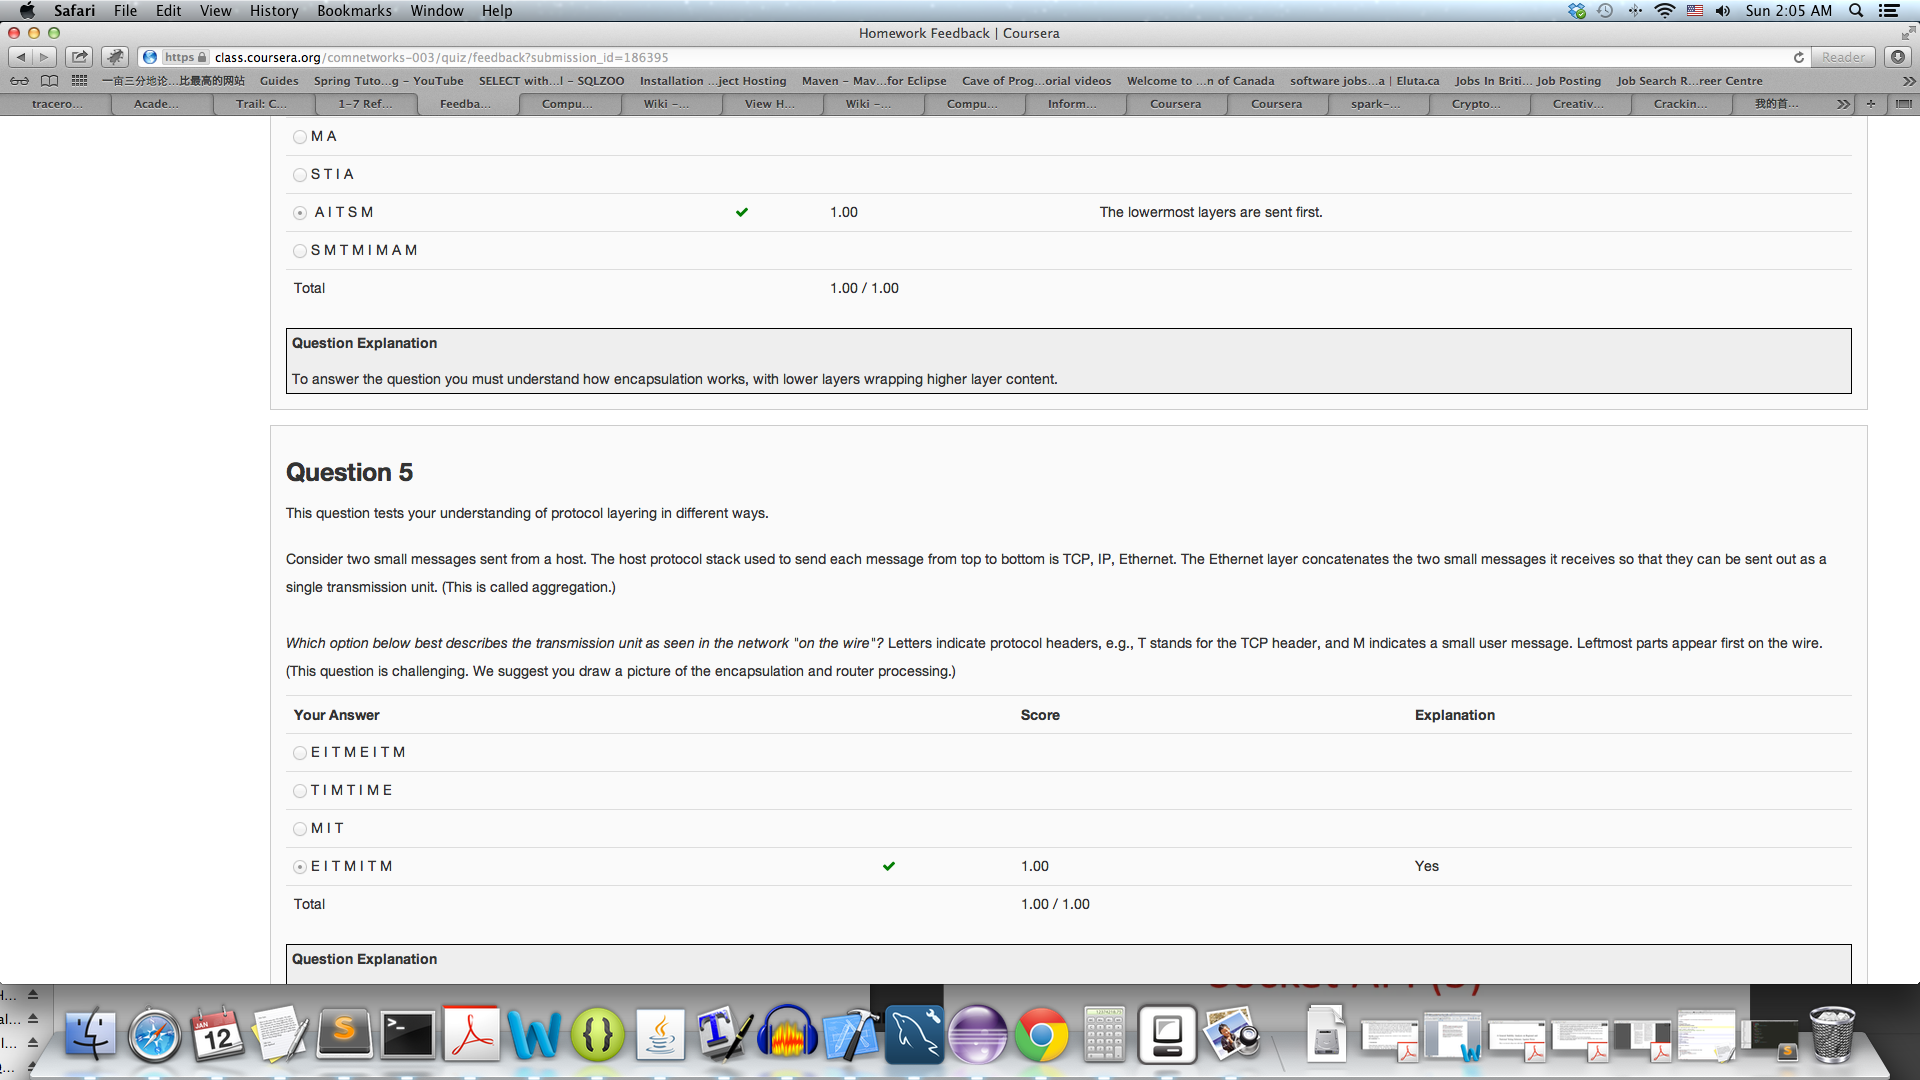 Safari File Edit View History Bookmarks Window Help Sun 2:05 AM
Homework Feedback | Coursera
https class.coursera.org/comnetworks-003/quiz/feedback?submission_id=186395 Reader
一亩三分地论...比最高的网站 Guides Spring Tuto...g – YouTube SELECT with...l – SQLZOO Installation ...ject Hosting Maven – Mav...for Eclipse Cave of Prog...orial videos Welcome to ...n of Canada software jobs...a | Eluta.ca Jobs In Briti... Job Posting Job Search R...reer Centre
tracero... Acade... Trail: C... 1-7 Ref... Feedba... Compu... Wiki –... View H... Wiki –... Compu... Inform... Coursera Coursera spark-... Crypto... Creativ... Crackin... 我的首...
M A
S T I A
A I T S M 1.00 The lowermost layers are sent first.
S M T M I M A M
Total 1.00 / 1.00
Question Explanation
To answer the question you must understand how encapsulation works, with lower layers wrapping higher layer content.
Question 5
This question tests your understanding of protocol layering in different ways.
Consider two small messages sent from a host. The host protocol stack used to send each message from top to bottom is TCP, IP, Ethernet. The Ethernet layer concatenates the two small messages it receives so that they can be sent out as a
single transmission unit. (This is called aggregation.)
Which option below best describes the transmission unit as seen in the network "on the wire"? Letters indicate protocol headers, e.g., T stands for the TCP header, and M indicates a small user message. Leftmost parts appear first on the wire.
(This question is challenging. We suggest you draw a picture of the encapsulation and router processing.)
Your Answer Score Explanation
E I T M E I T M
T I M T I M E
M I T
E I T M I T M 1.00 Yes
Total 1.00 / 1.00
Question Explanation
JAN
12